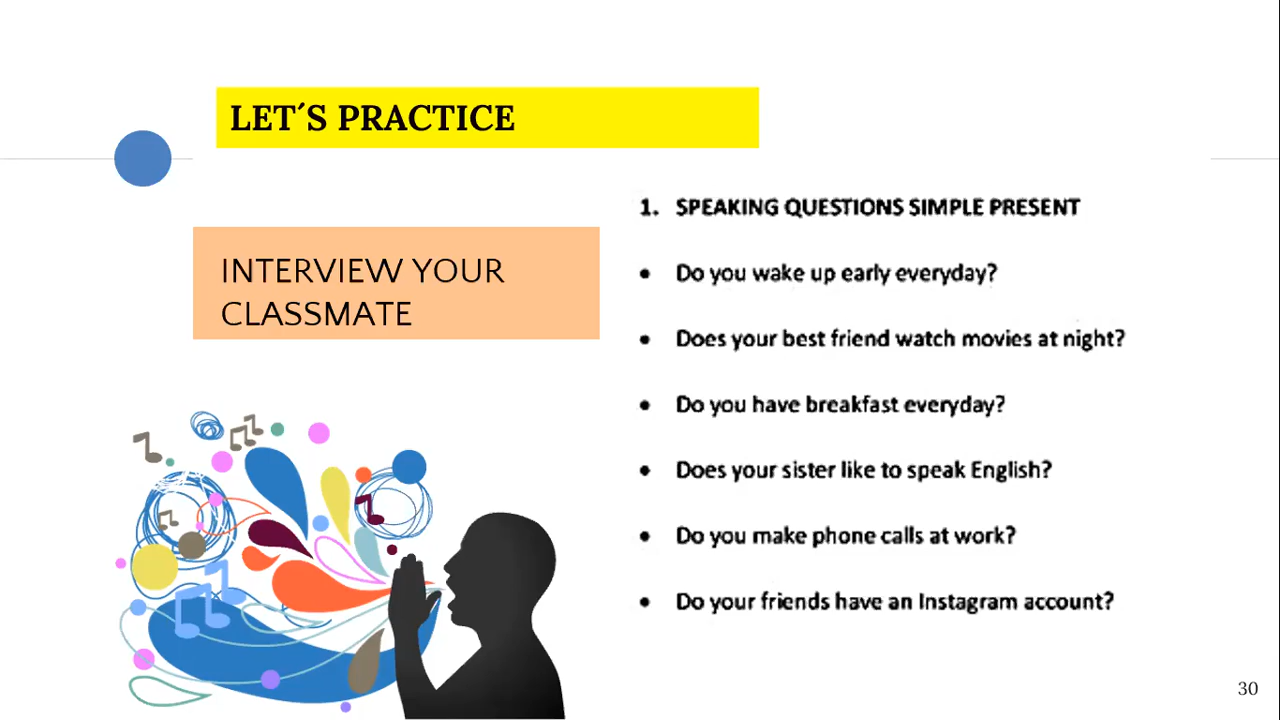 LET´S PRACTICE
INTERVIEW YOUR
CLASSMATE
1. SPEAKING QUESTIONS SIMPLE PRESENT
• Do you wake up early everyday?
• Does your best friend watch movies at night?
• Do you have breakfast everyday?
• Does your sister like to speak English?
• Do you make phone calls at work?
• Do your friends have an Instagram account?
30